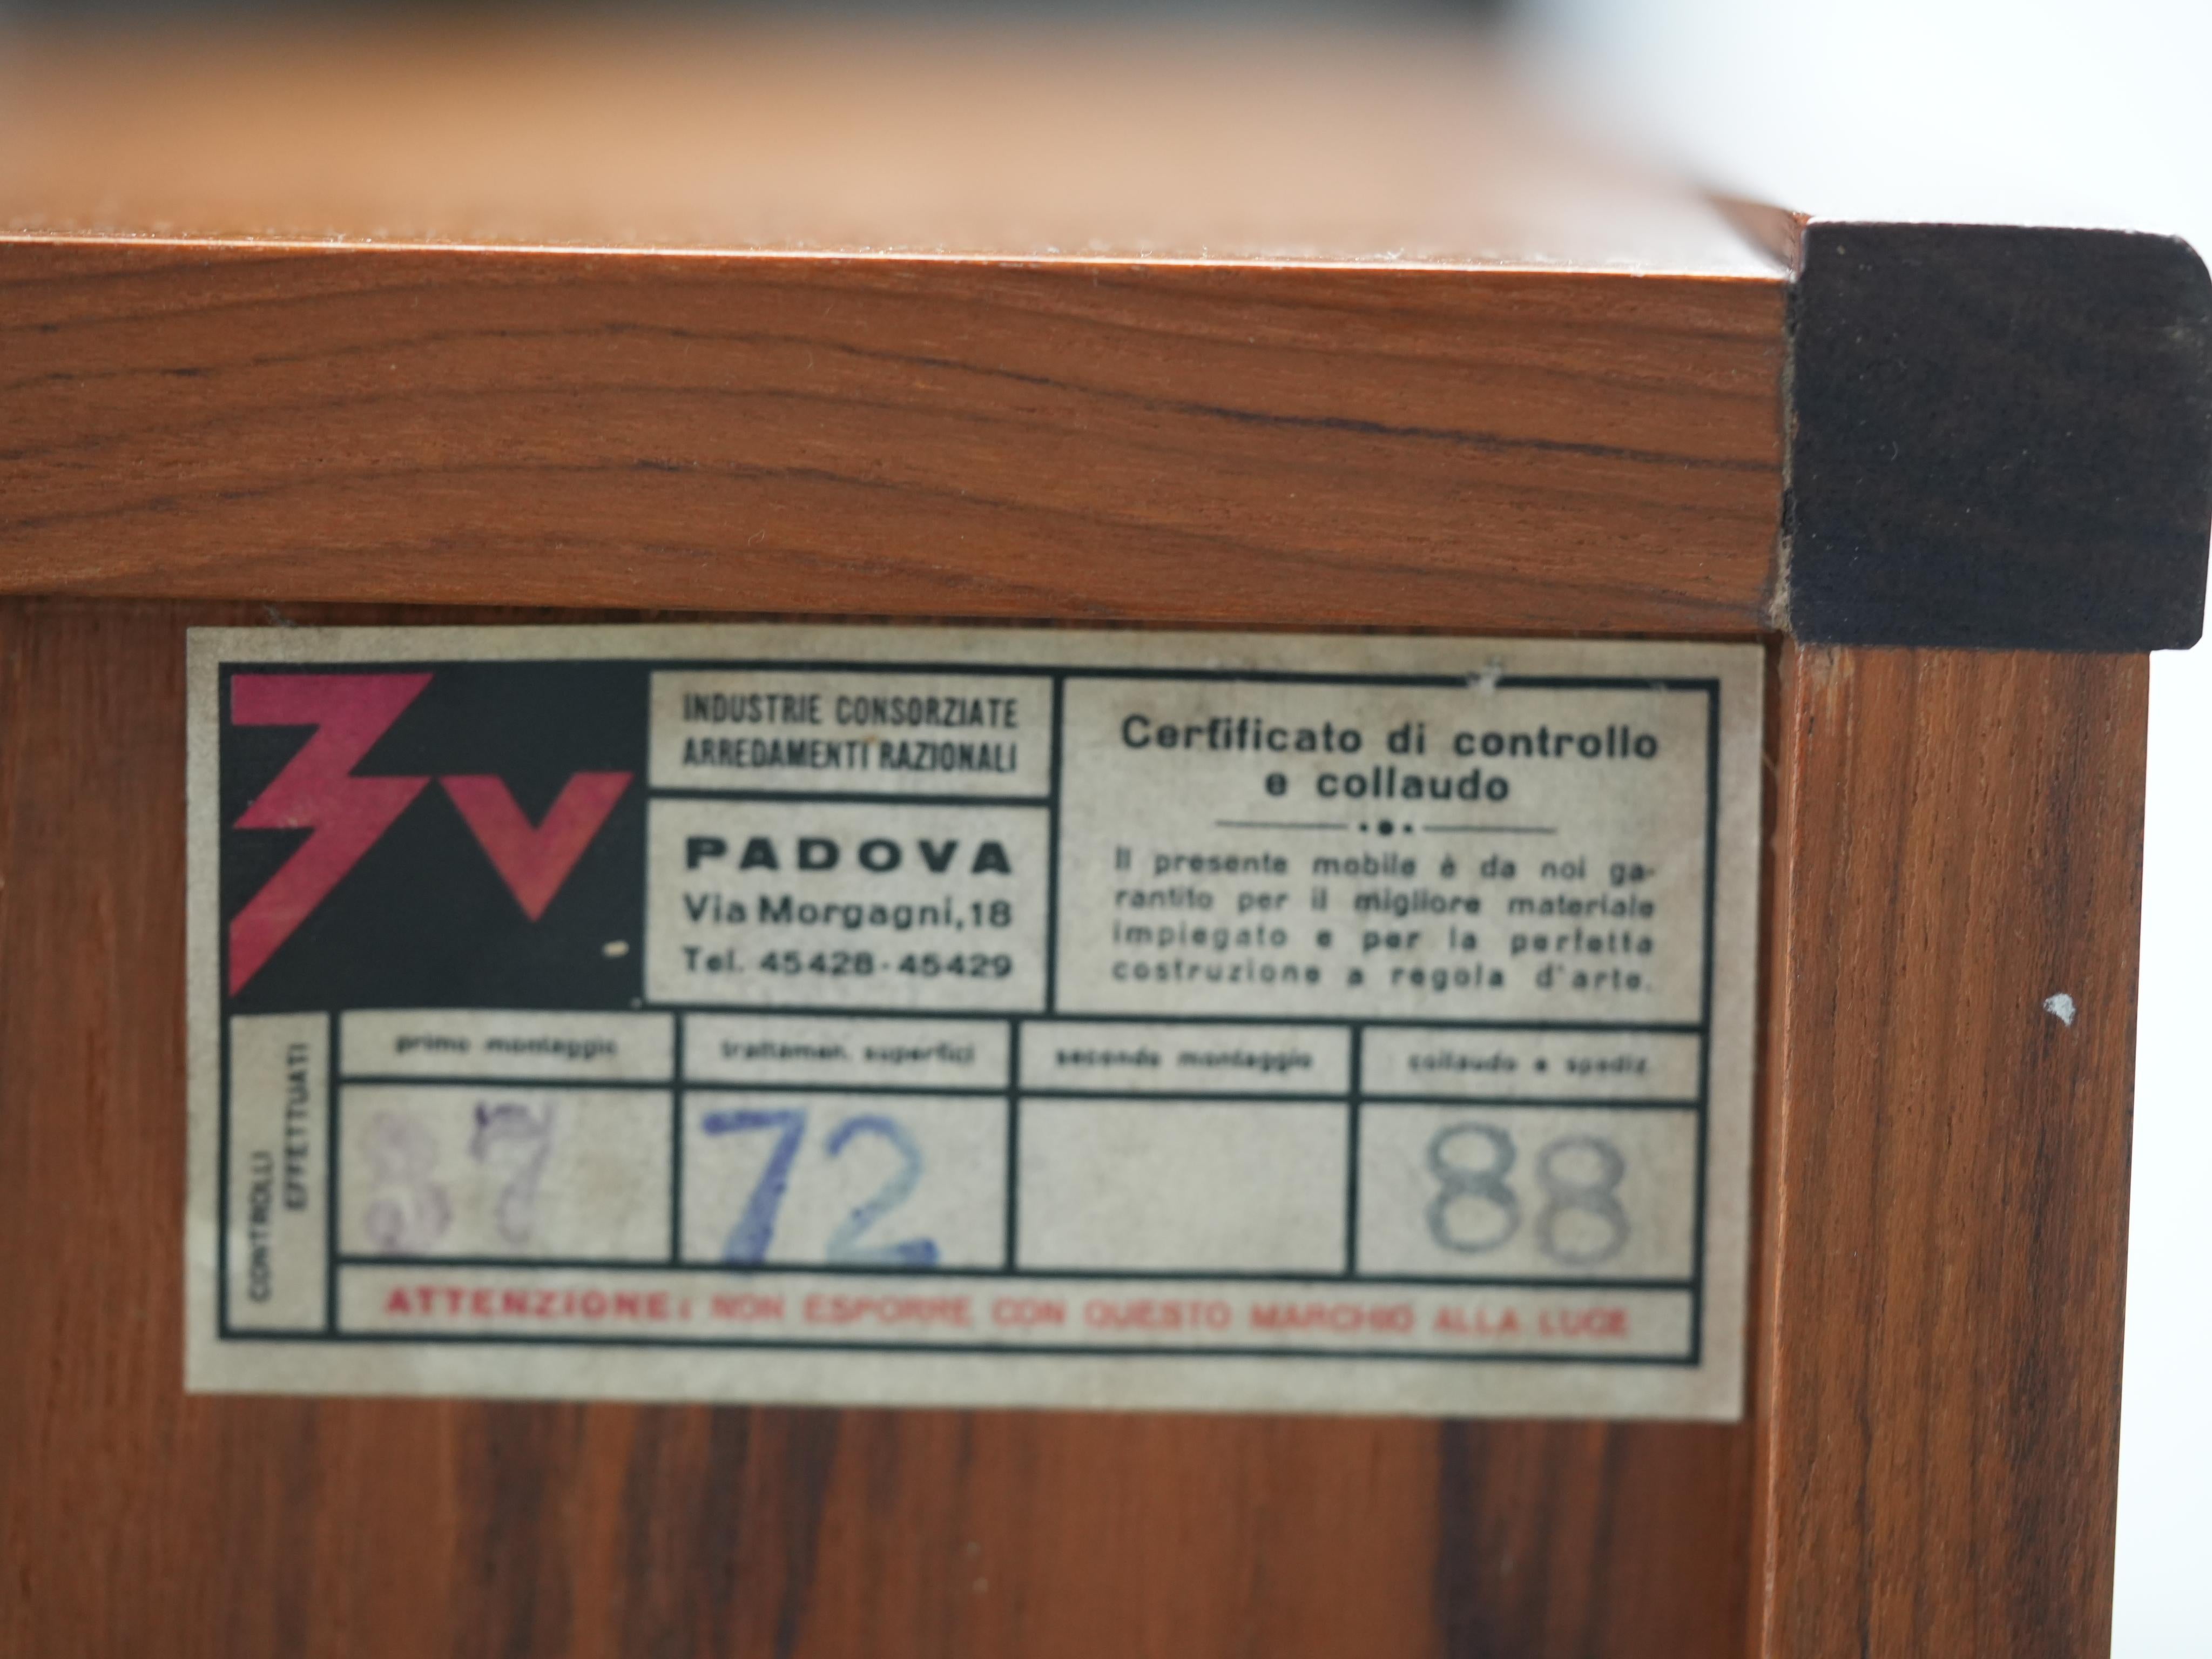 3V
INDUSTRIE CONSORZIATE
ARREDAMENTI RAZIONALI
PADOVA
Via Morgagni, 18
Tel. 45428 - 45429
Certificato di controllo
e collaudo
Il presente mobile è da noi ga-
rantito per il migliore materiale
impiegato e per la perfetta
costruzione a regola d'arte.
CONTROLLI
EFFETTUATI
primo montaggio
trattamen. superfici
secondo montaggio
collaudo e spediz.
87
72
88
ATTENZIONE: NON ESPORRE CON QUESTO MARCHIO ALLA LUCE